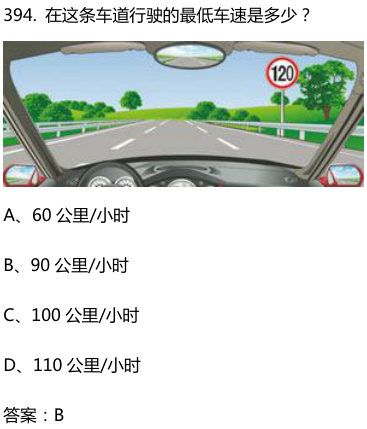 394. 在这条车道行驶的最低车速是多少？
120
A、60 公里/小时
B、90 公里/小时
C、100 公里/小时
D、110 公里/小时
答案：B